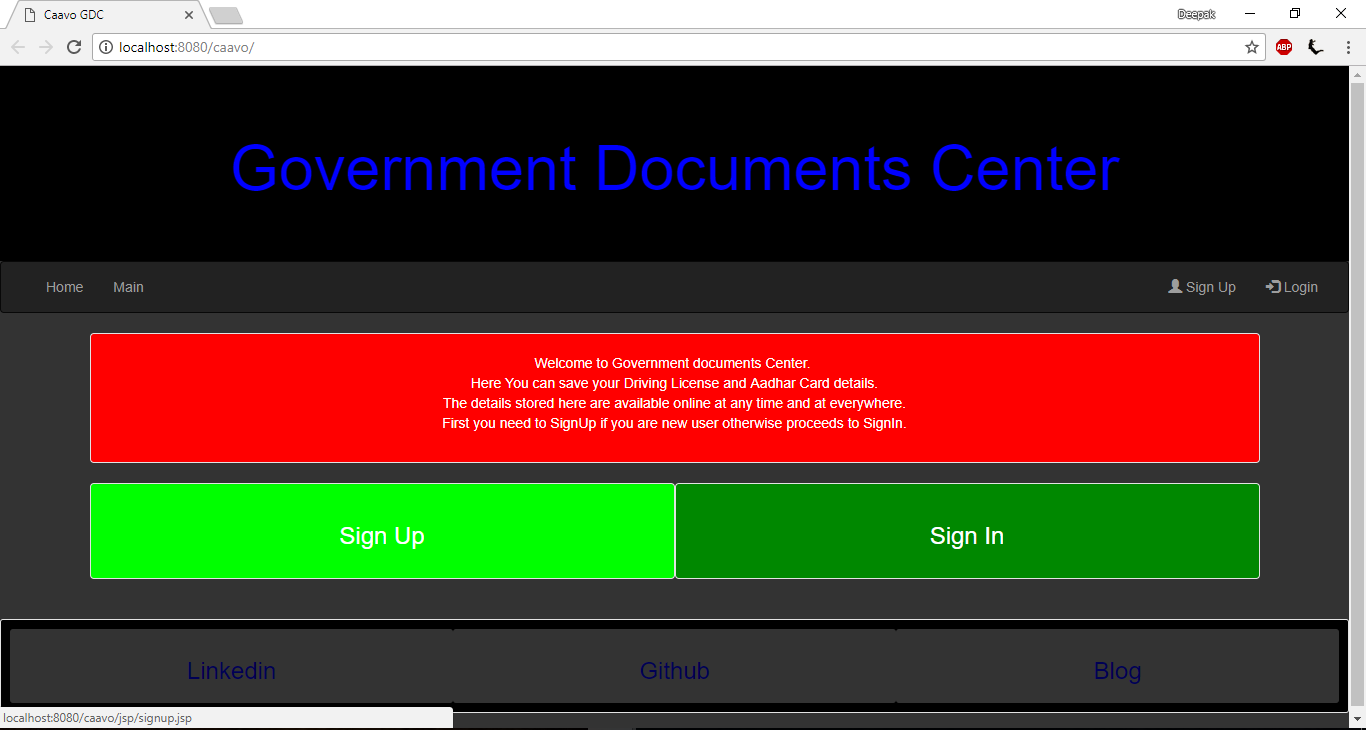 Caavo GDC
Deepak
localhost:8080/caavo/
ABP
Government Documents Center
Home Main Sign Up Login
Welcome to Government documents Center.
Here You can save your Driving License and Aadhar Card details.
The details stored here are available online at any time and at everywhere.
First you need to SignUp if you are new user otherwise proceeds to SignIn.
Sign Up Sign In
Linkedin Github Blog
localhost:8080/caavo/jsp/signup.jsp